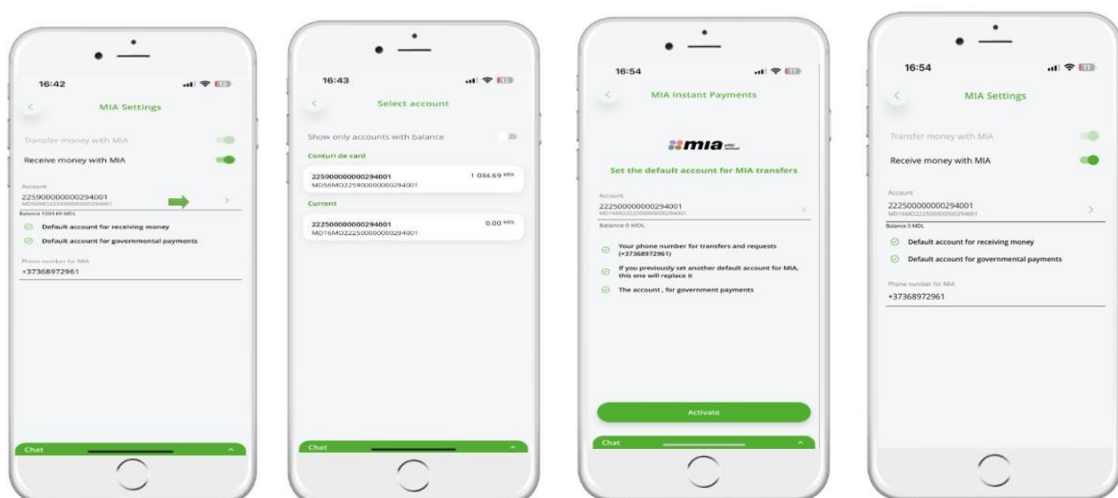 16:42
MIA Settings
Transfer money with MIA
Receive money with MIA
Account
225900000000294001
MD56MO225900000000294001
Balance 1034.69 MDL
Default account for receiving money
Default account for governmental payments
Phone number for MIA
+37368972961
Chat
16:43
Select account
Show only accounts with balance
Conturi de card
225900000000294001
1 034.69 MDL
MD56MO225900000000294001
Current
222500000000294001
0.00 MDL
MD16MO222500000000294001
16:54
MIA Instant Payments
mia
Set the default account for MIA transfers
Account
222500000000294001
MD16MO222500000000294001
Balance 0 MDL
Your phone number for transfers and requests
(+37368972961)
If you previously set another default account for MIA,
this one will replace it
The account , for government payments
Activate
Chat
16:54
MIA Settings
Transfer money with MIA
Receive money with MIA
Account
222500000000294001
MD16MO222500000000294001
Balance 0 MDL
Default account for receiving money
Default account for governmental payments
Phone number for MIA
+37368972961